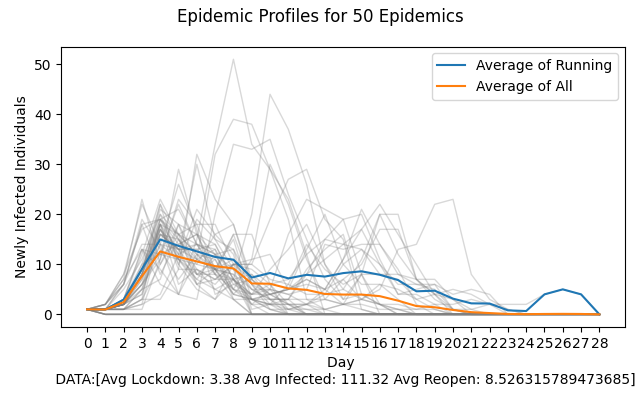 Epidemic Profiles for 50 Epidemics
Average of Running
Average of All
Newly Infected Individuals
50
40
30
20
10
0
0 1 2 3 4 5 6 7 8 9 10 11 12 13 14 15 16 17 18 19 20 21 22 23 24 25 26 27 28
Day
DATA:[Avg Lockdown: 3.38 Avg Infected: 111.32 Avg Reopen: 8.526315789473685]